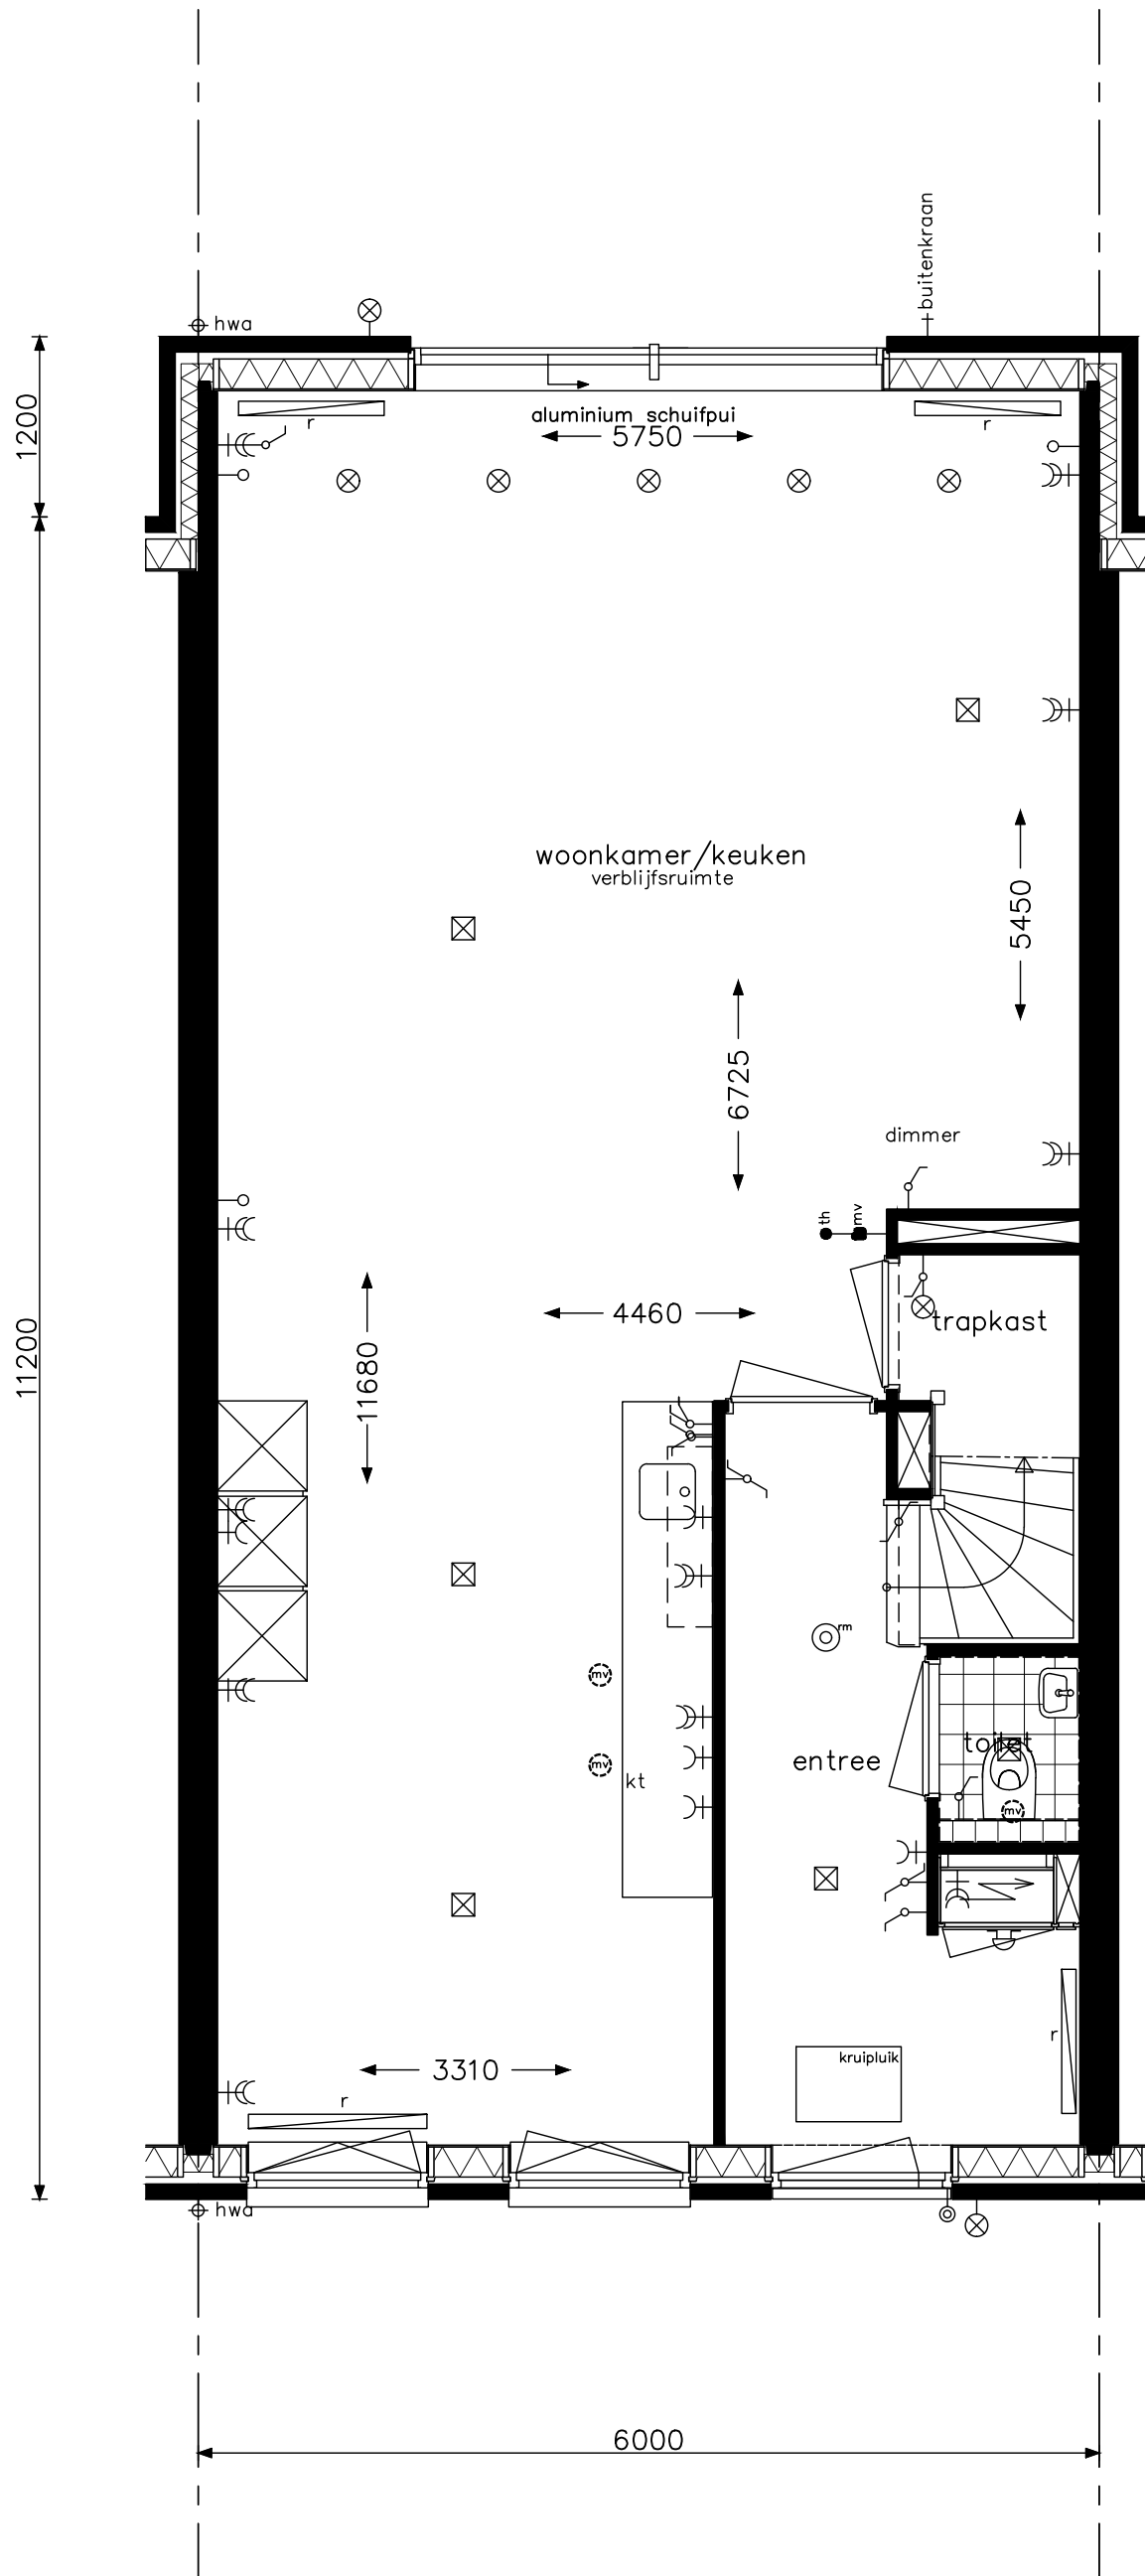 buitenkraan
hwa
1200
r
aluminium schuifpui
5750
r
woonkamer/keuken
verblijfsruimte
5450
6725
dimmer
th
mv
4460
trapkast
11200
11680
rm
mv
toilet
entree
mv
kt
mv
r
kruipluik
3310
r
hwa
6000